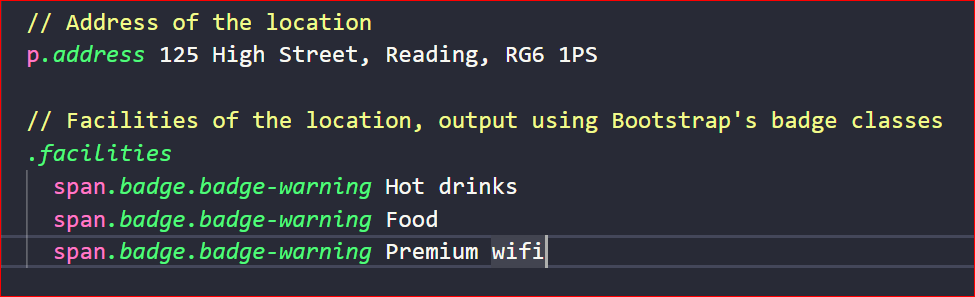 // Address of the location
p.address 125 High Street, Reading, RG6 1PS
// Facilities of the location, output using Bootstrap's badge classes
.facilities
span.badge.badge-warning Hot drinks
span.badge.badge-warning Food
span.badge.badge-warning Premium wifi